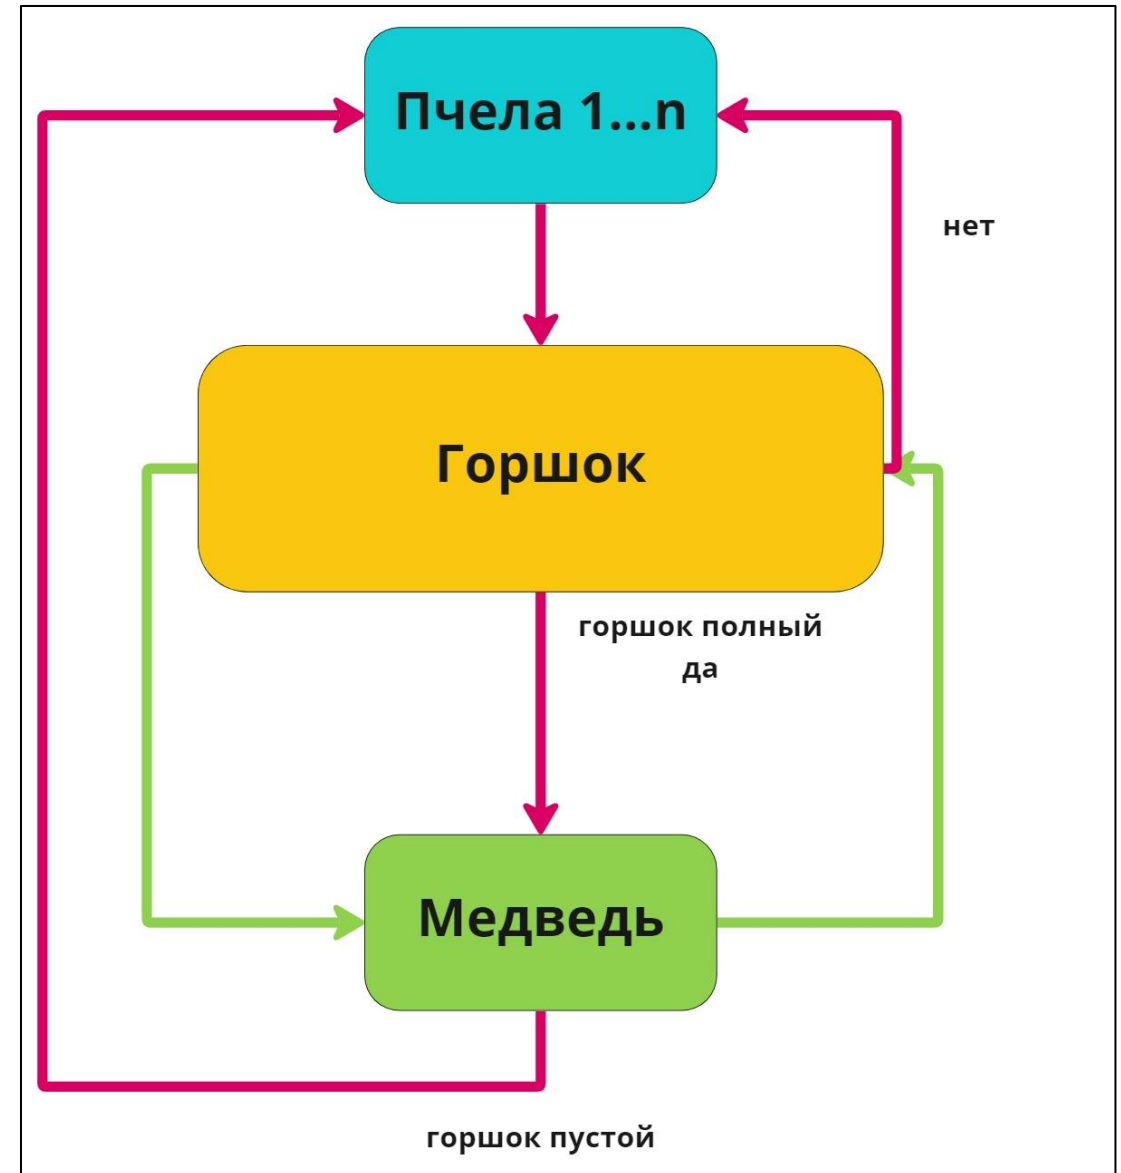 Пчела 1...n
нет
Горшок
горшок полный
да
Медведь
горшок пустой